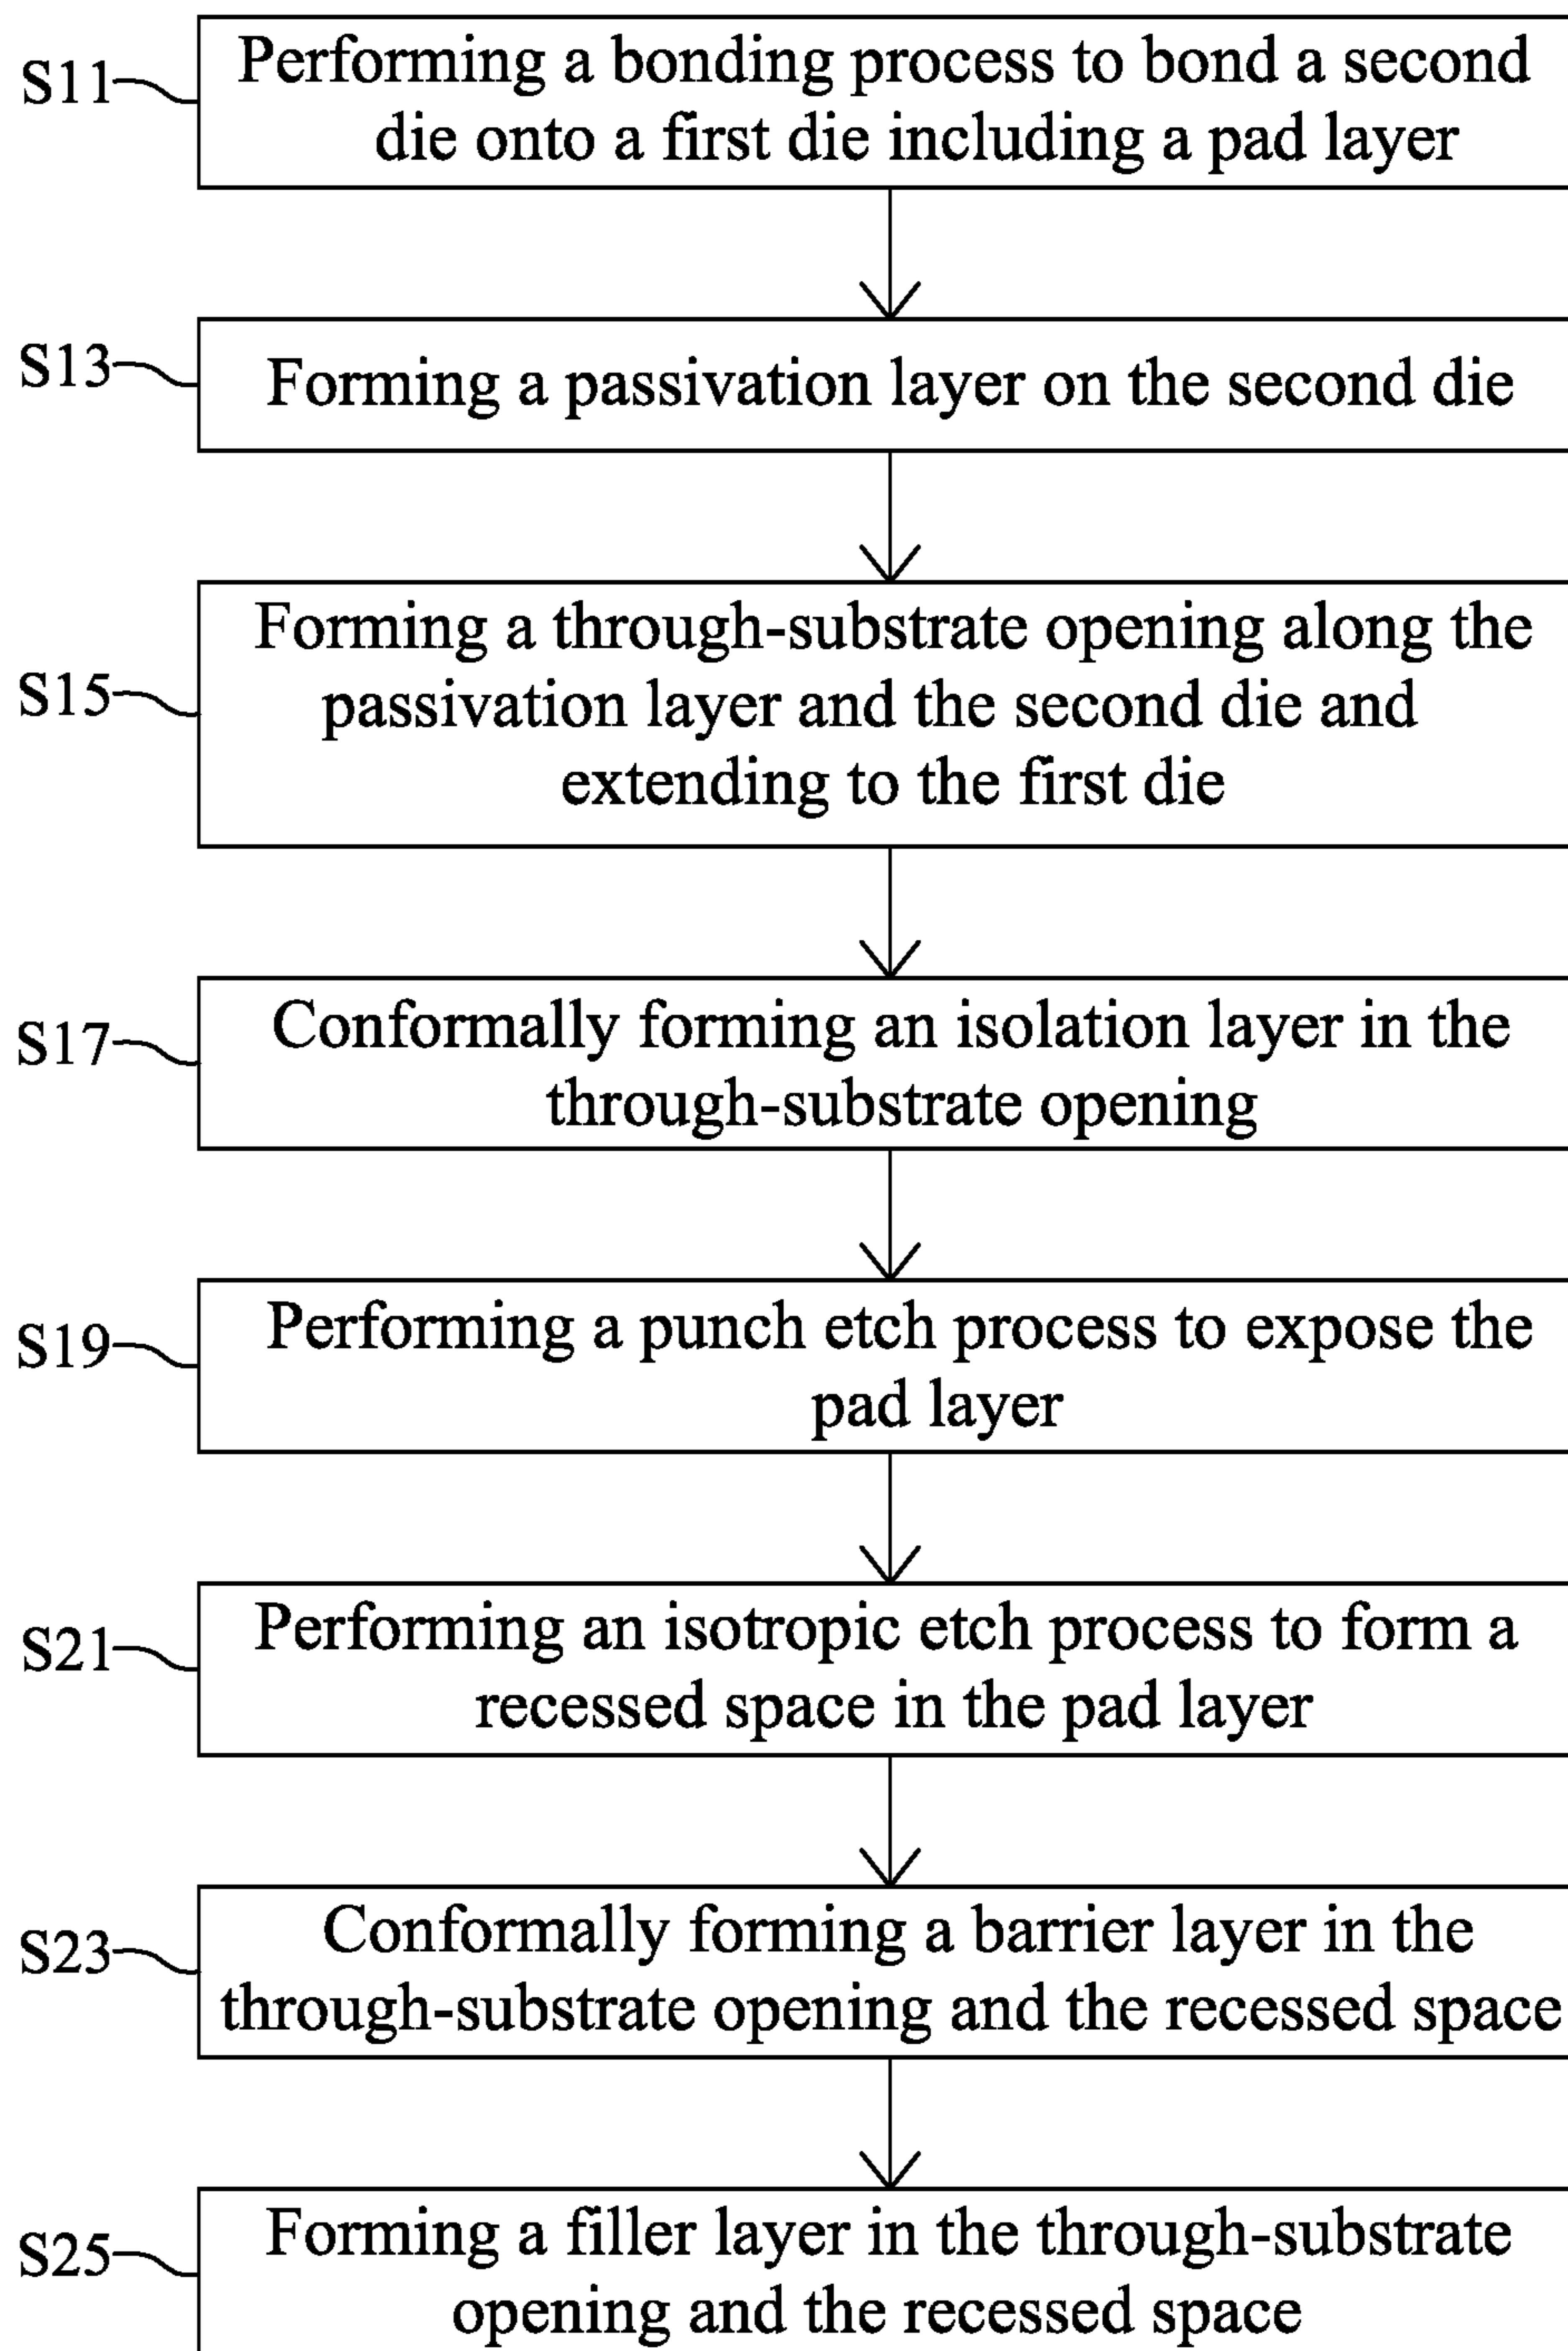 S11
Performing a bonding process to bond a second
die onto a first die including a pad layer
S13
Forming a passivation layer on the second die
S15
Forming a through-substrate opening along the
passivation layer and the second die and
extending to the first die
S17
Conformally forming an isolation layer in the
through-substrate opening
S19
Performing a punch etch process to expose the
pad layer
S21
Performing an isotropic etch process to form a
recessed space in the pad layer
S23
Conformally forming a barrier layer in the
through-substrate opening and the recessed space
S25
Forming a filler layer in the through-substrate
opening and the recessed space